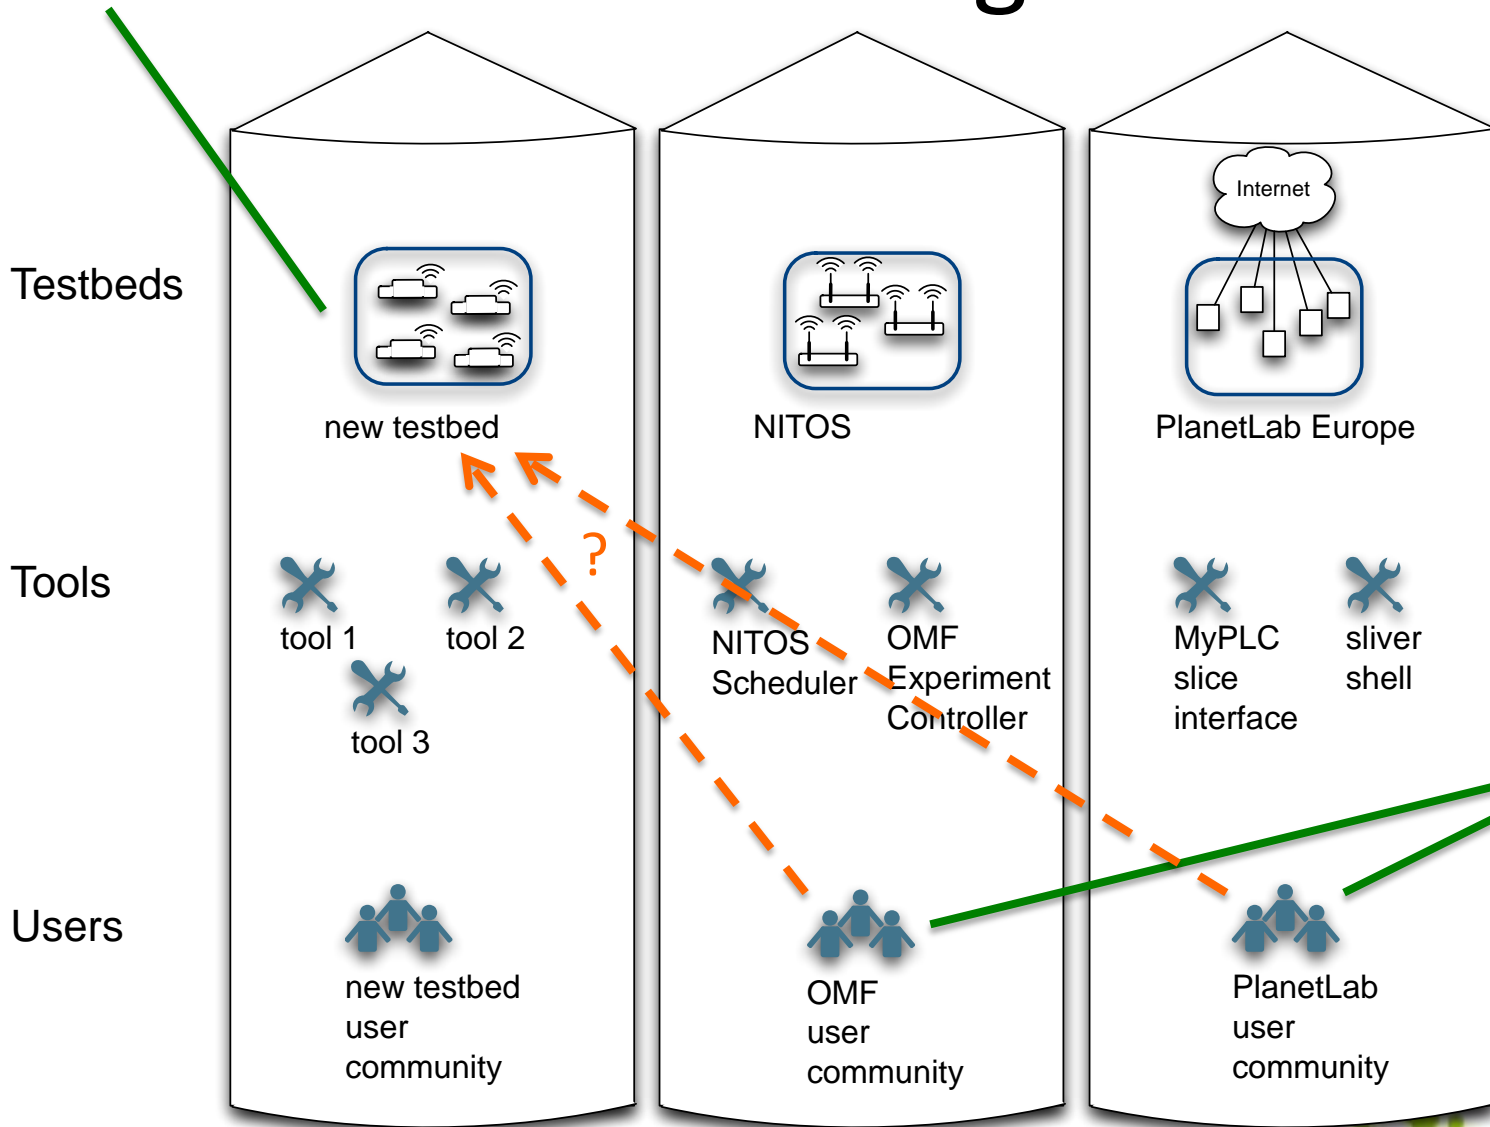 g
Internet
Testbeds
new testbed
NITOS
PlanetLab Europe
?
Tools
tool 1
tool 2
tool 3
NITOS
Scheduler
OMF
Experiment
Controller
MyPLC
slice
interface
sliver
shell
Users
new testbed
user
community
OMF
user
community
PlanetLab
user
community